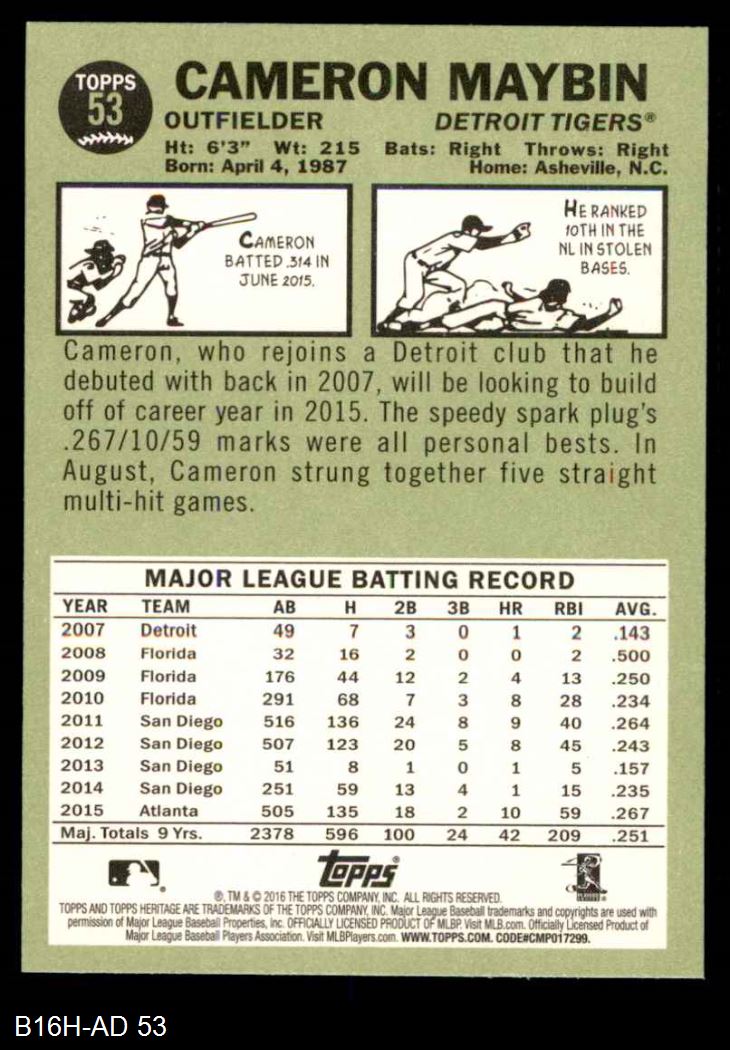 TOPPS
53
CAMERON MAYBIN
OUTFIELDER DETROIT TIGERS®
Ht: 6'3" Wt: 215 Bats: Right Throws: Right
Born: April 4, 1987 Home: Asheville, N.C.
CAMERON
BATTED .314 IN
JUNE 2015.
HE RANKED
10TH IN THE
NL IN STOLEN
BASES.
Cameron, who rejoins a Detroit club that he
debuted with back in 2007, will be looking to build
off of career year in 2015. The speedy spark plug's
.267/10/59 marks were all personal bests. In
August, Cameron strung together five straight
multi-hit games.
MAJOR LEAGUE BATTING RECORD
YEAR TEAM AB H 2B 3B HR RBI AVG.
2007 Detroit 49 7 3 0 1 2 .143
2008 Florida 32 16 2 0 0 2 .500
2009 Florida 176 44 12 2 4 13 .250
2010 Florida 291 68 7 3 8 28 .234
2011 San Diego 516 136 24 8 9 40 .264
2012 San Diego 507 123 20 5 8 45 .243
2013 San Diego 51 8 1 0 1 5 .157
2014 San Diego 251 59 13 4 1 15 .235
2015 Atlanta 505 135 18 2 10 59 .267
Maj. Totals 9 Yrs. 2378 596 100 24 42 209 .251
topps®
®, TM & © 2016 THE TOPPS COMPANY, INC. ALL RIGHTS RESERVED.
TOPPS AND TOPPS HERITAGE ARE TRADEMARKS OF THE TOPPS COMPANY, INC. Major League Baseball trademarks and copyrights are used with
permission of Major League Baseball Properties, Inc. OFFICIALLY LICENSED PRODUCT OF MLBP. Visit MLB.com. Officially Licensed Product of
Major League Baseball Players Association. Visit MLBPlayers.com. WWW.TOPPS.COM. CODE#CMP017299.
B16H-AD 53